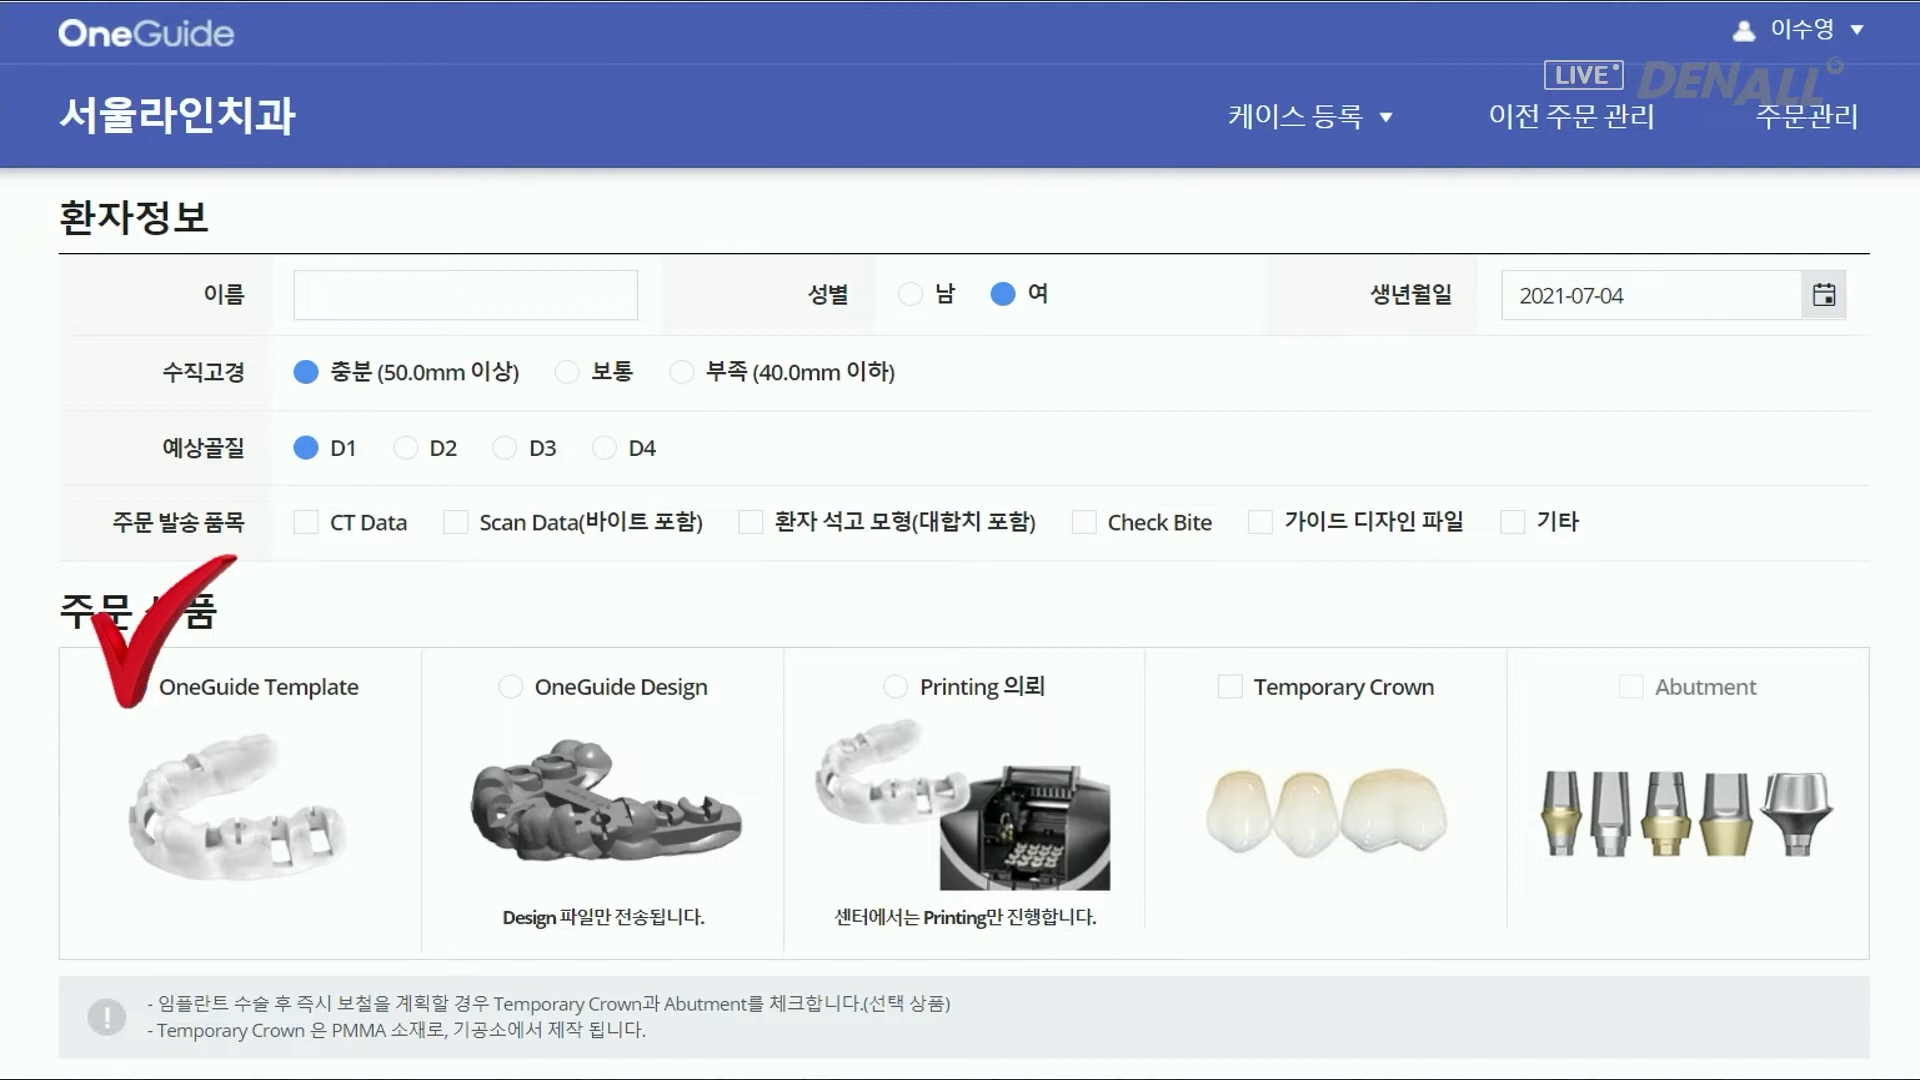 OneGuide
이수영
LIVE
DENALL
서울라인치과
케이스 등록
이전 주문 관리
주문관리
환자정보
이름
성별
남
여
생년월일
2021-07-04
수직고경
충분 (50.0mm 이상)
보통
부족 (40.0mm 이하)
예상골질
D1
D2
D3
D4
주문 발송 품목
CT Data
Scan Data(바이트 포함)
환자 석고 모형(대합치 포함)
Check Bite
가이드 디자인 파일
기타
주문 상품
OneGuide Template
OneGuide Design
Printing 의뢰
Temporary Crown
Abutment
Design 파일만 전송됩니다.
센터에서는 Printing만 진행합니다.
- 임플란트 수술 후 즉시 보철을 계획할 경우 Temporary Crown과 Abutment를 체크합니다.(선택 상품)
- Temporary Crown 은 PMMA 소재로, 기공소에서 제작 됩니다.